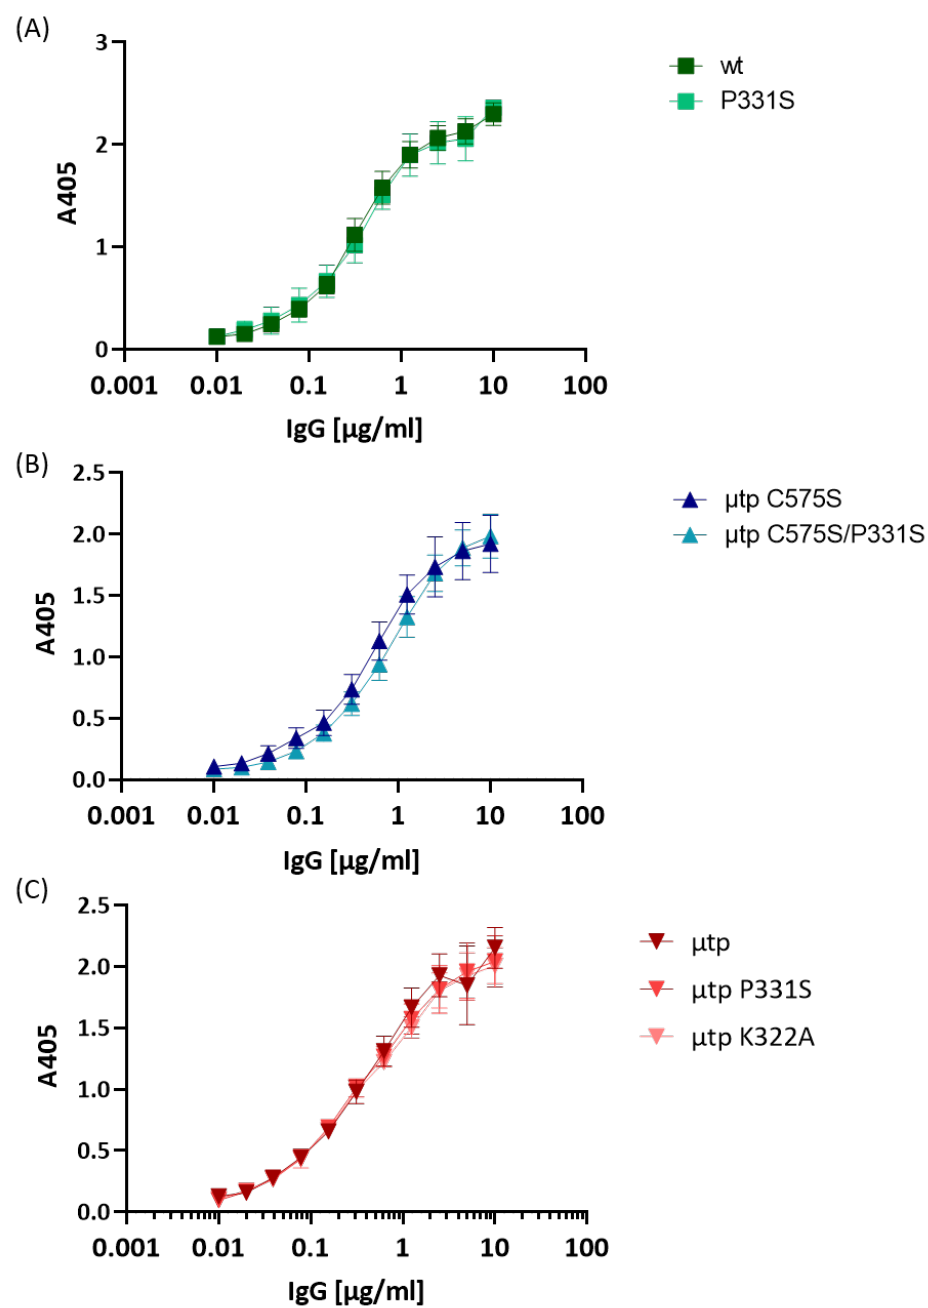 (A)
3
2
1
0
A405
0.001 0.01 0.1 1 10 100
IgG [µg/ml]
wt
P331S
(B)
2.5
2.0
1.5
1.0
0.5
0.0
A405
0.001 0.01 0.1 1 10 100
IgG [µg/ml]
µtp C575S
µtp C575S/P331S
(C)
2.5
2.0
1.5
1.0
0.5
0.0
A405
0.001 0.01 0.1 1 10 100
IgG [µg/ml]
µtp
µtp P331S
µtp K322A